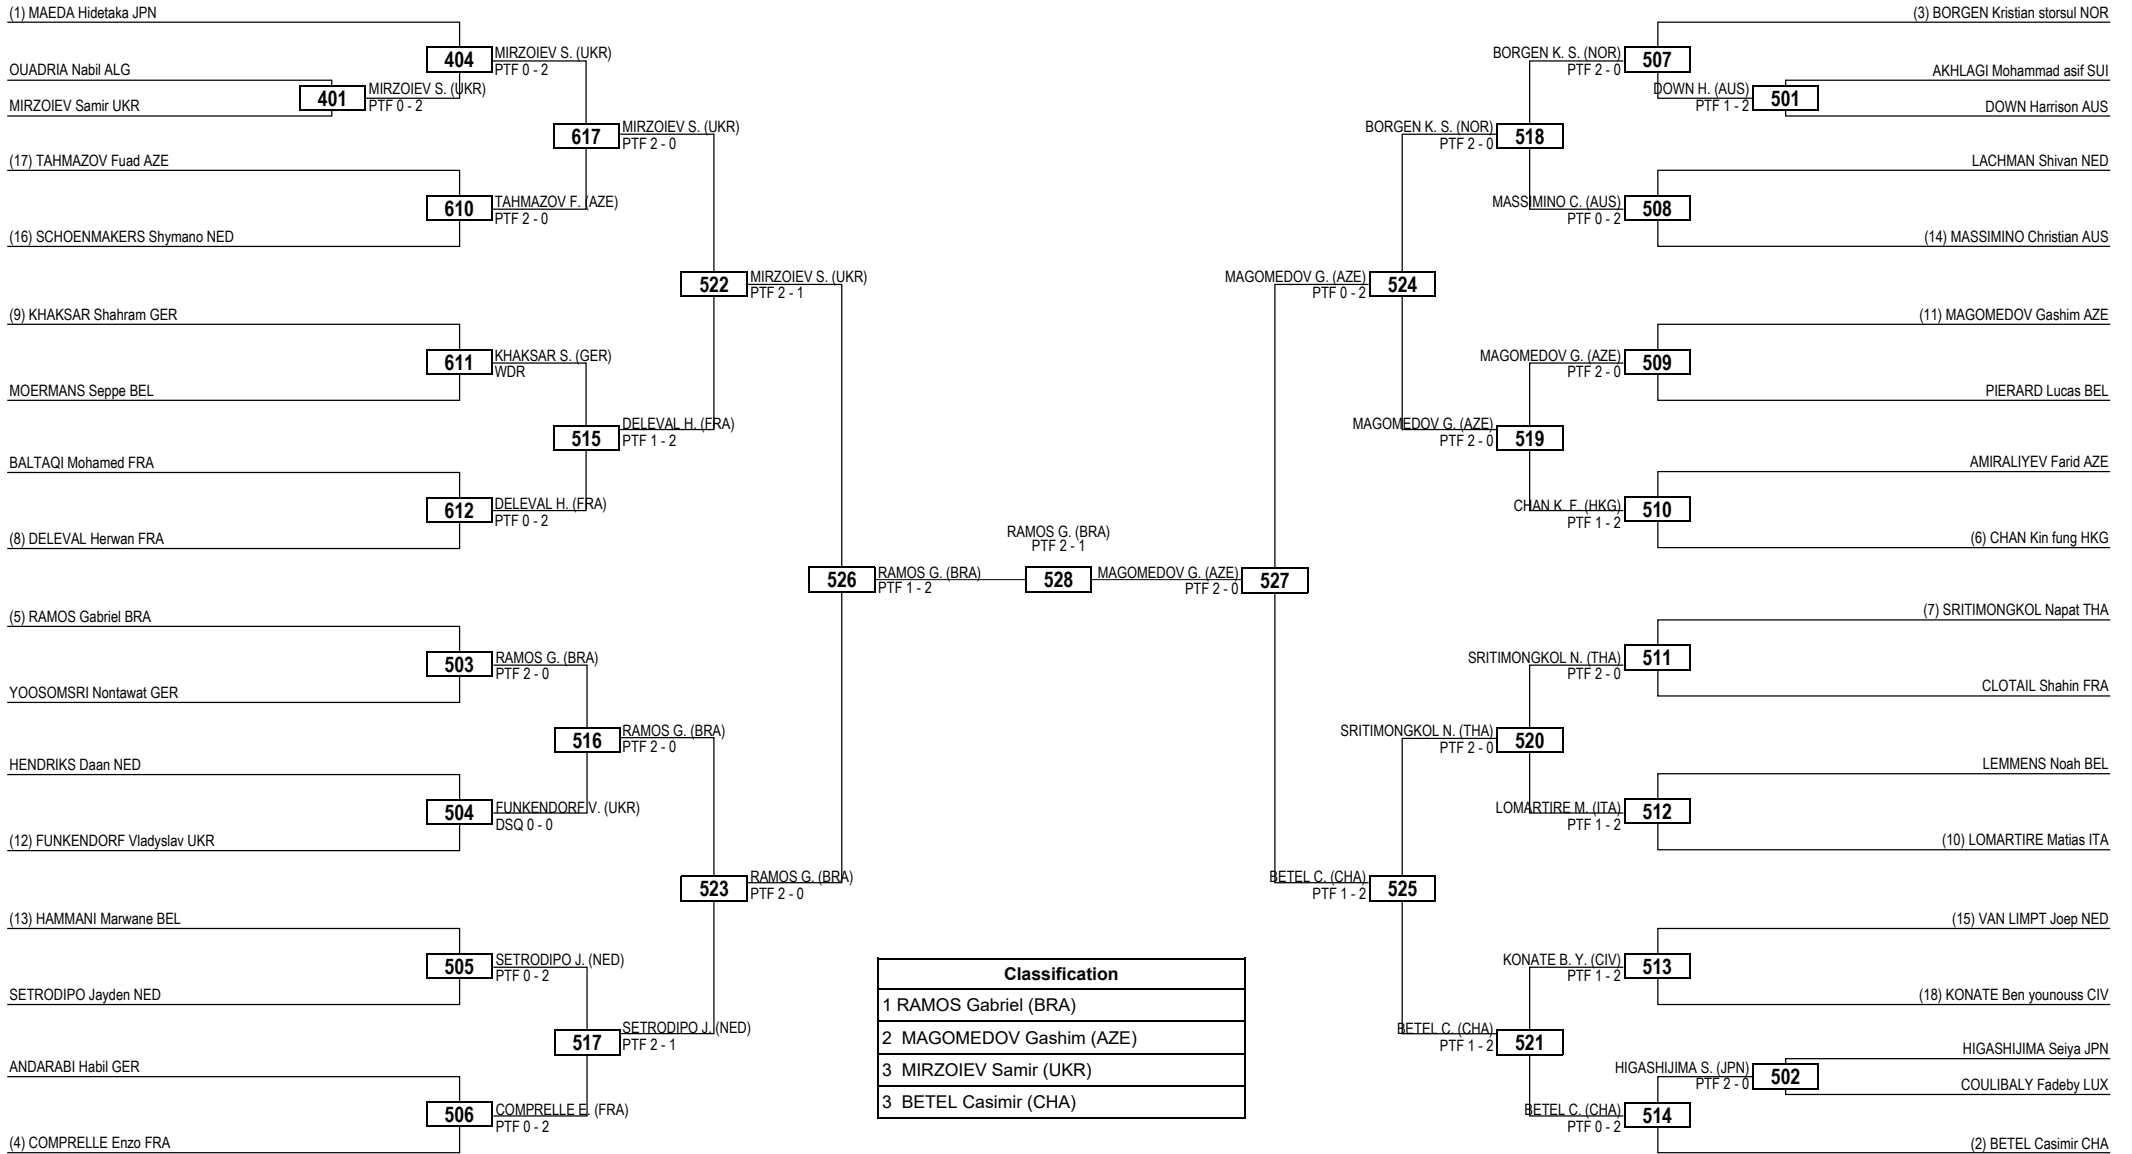 (1) MAEDA Hidetaka JPN
404
MIRZOIEV S. (UKR)
PTF 0 - 2
OUADRIA Nabil ALG
401
MIRZOIEV S. (UKR)
PTF 0 - 2
MIRZOIEV Samir UKR
617
MIRZOIEV S. (UKR)
PTF 2 - 0
(17) TAHMAZOV Fuad AZE
610
TAHMAZOV F. (AZE)
PTF 2 - 0
(16) SCHOENMAKERS Shymano NED
522
MIRZOIEV S. (UKR)
PTF 2 - 1
(9) KHAKSAR Shahram GER
611
KHAKSAR S. (GER)
WDR
MOERMANS Seppe BEL
515
DELEVAL H. (FRA)
PTF 1 - 2
BALTAQI Mohamed FRA
612
DELEVAL H. (FRA)
PTF 0 - 2
(8) DELEVAL Herwan FRA
526
RAMOS G. (BRA)
PTF 1 - 2
(5) RAMOS Gabriel BRA
503
RAMOS G. (BRA)
PTF 2 - 0
YOOSOMSRI Nontawat GER
516
RAMOS G. (BRA)
PTF 2 - 0
HENDRIKS Daan NED
504
FUNKENDORF V. (UKR)
DSQ 0 - 0
(12) FUNKENDORF Vladyslav UKR
523
RAMOS G. (BRA)
PTF 2 - 0
(13) HAMMANI Marwane BEL
505
SETRODIPO J. (NED)
PTF 0 - 2
SETRODIPO Jayden NED
517
SETRODIPO J. (NED)
PTF 2 - 1
ANDARABI Habil GER
506
COMPRELLE E. (FRA)
PTF 0 - 2
(4) COMPRELLE Enzo FRA
RAMOS G. (BRA)
PTF 2 - 1
528
MAGOMEDOV G. (AZE)
PTF 2 - 0
527
(3) BORGEN Kristian storsul NOR
BORGEN K. S. (NOR)
PTF 2 - 0
507
AKHLAGI Mohammad asif SUI
DOWN H. (AUS)
PTF 1 - 2
501
DOWN Harrison AUS
BORGEN K. S. (NOR)
PTF 2 - 0
518
LACHMAN Shivan NED
MASSIMINO C. (AUS)
PTF 0 - 2
508
(14) MASSIMINO Christian AUS
MAGOMEDOV G. (AZE)
PTF 0 - 2
524
(11) MAGOMEDOV Gashim AZE
MAGOMEDOV G. (AZE)
PTF 2 - 0
509
PIERARD Lucas BEL
MAGOMEDOV G. (AZE)
PTF 2 - 0
519
AMIRALIYEV Farid AZE
CHAN K. F. (HKG)
PTF 1 - 2
510
(6) CHAN Kin fung HKG
(7) SRITIMONGKOL Napat THA
SRITIMONGKOL N. (THA)
PTF 2 - 0
511
CLOTAIL Shahin FRA
SRITIMONGKOL N. (THA)
PTF 2 - 0
520
LEMMENS Noah BEL
LOMARTIRE M. (ITA)
PTF 1 - 2
512
(10) LOMARTIRE Matias ITA
BETEL C. (CHA)
PTF 1 - 2
525
(15) VAN LIMPT Joep NED
KONATE B. Y. (CIV)
PTF 1 - 2
513
(18) KONATE Ben younouss CIV
BETEL C. (CHA)
PTF 1 - 2
521
HIGASHIJIMA Seiya JPN
HIGASHIJIMA S. (JPN)
PTF 2 - 0
502
COULIBALY Fadeby LUX
BETEL C. (CHA)
PTF 0 - 2
514
(2) BETEL Casimir CHA
Classification
1 RAMOS Gabriel (BRA)
2 MAGOMEDOV Gashim (AZE)
3 MIRZOIEV Samir (UKR)
3 BETEL Casimir (CHA)